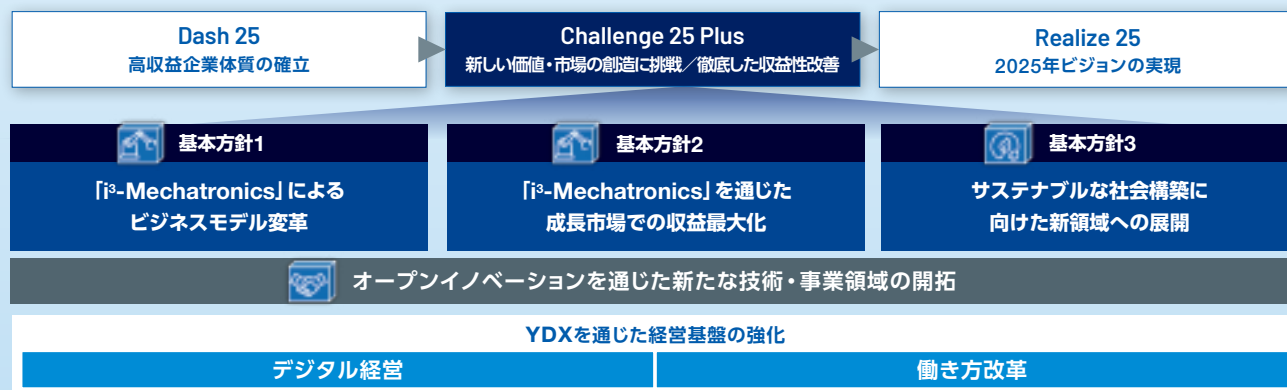 Dash 25
高収益企業体質の確立
Challenge 25 Plus
新しい価値・市場の創造に挑戦／徹底した収益性改善
Realize 25
2025年ビジョンの実現
基本方針1
「i³-Mechatronics」による
ビジネスモデル変革
基本方針2
「i³-Mechatronics」を通じた
成長市場での収益最大化
基本方針3
サステナブルな社会構築に
向けた新領域への展開
オープンイノベーションを通じた新たな技術・事業領域の開拓
YDXを通じた経営基盤の強化
デジタル経営
働き方改革